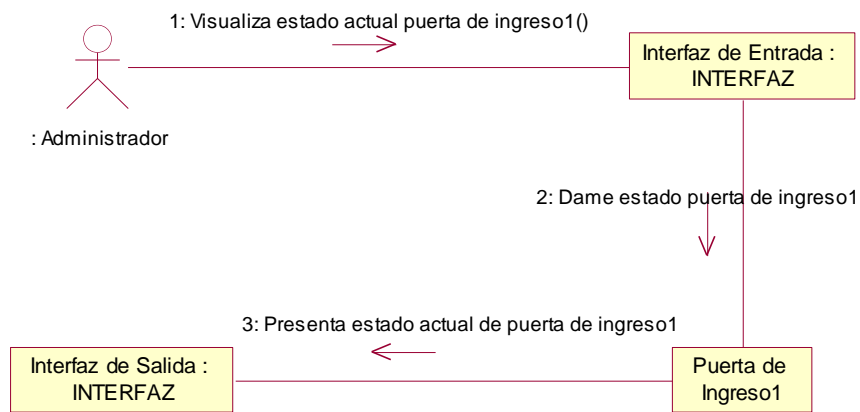 1: Visualiza estado actual puerta de ingreso1()
Interfaz de Entrada :
INTERFAZ
: Administrador
2: Dame estado puerta de ingreso1
3: Presenta estado actual de puerta de ingreso1
Interfaz de Salida :
INTERFAZ
Puerta de
Ingreso1